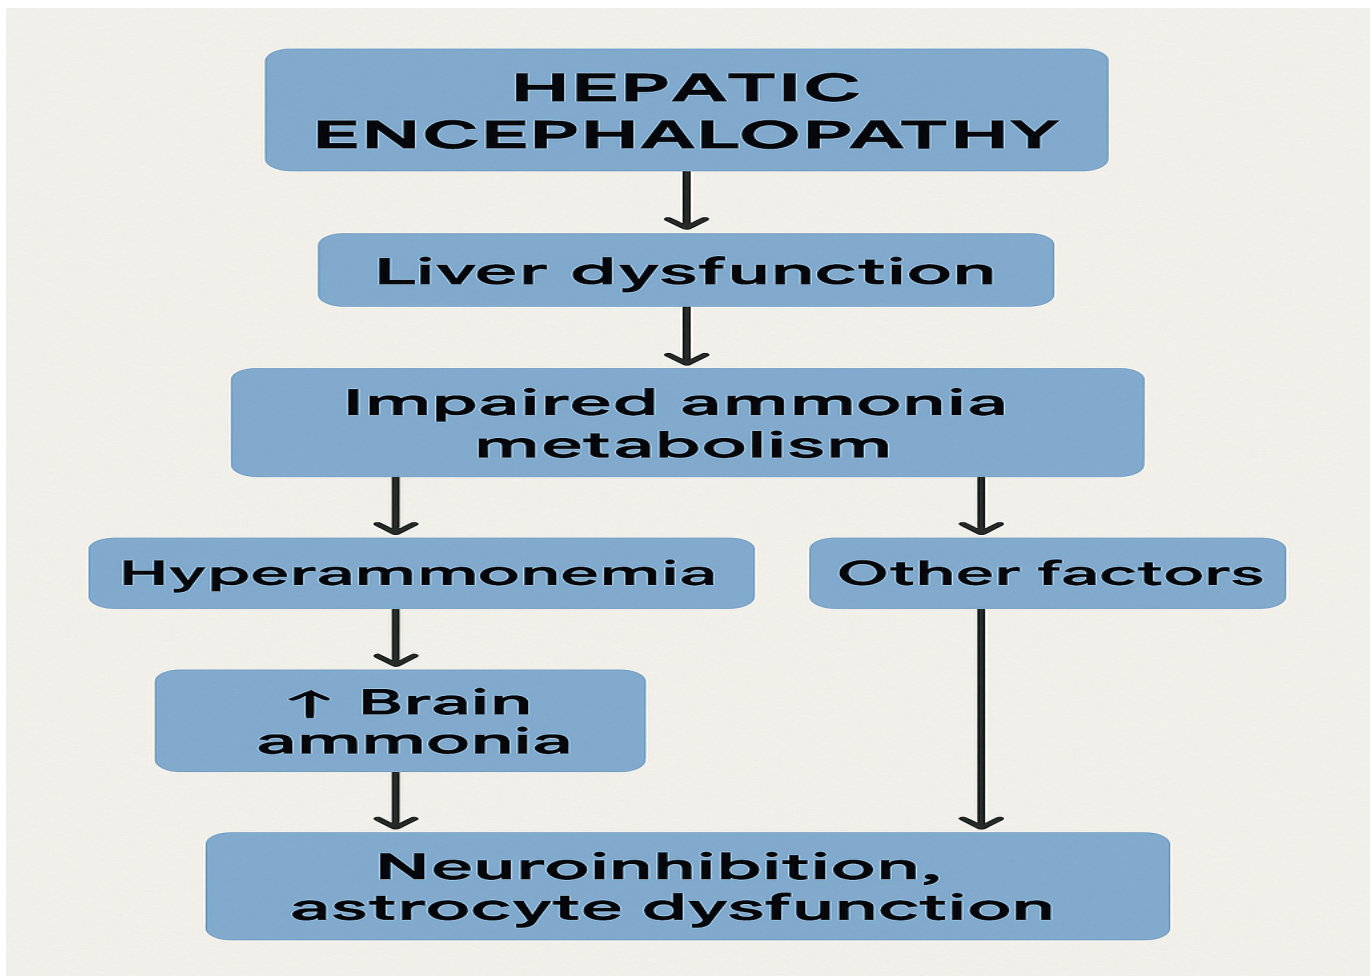 HEPATIC
ENCEPHALOPATHY
Liver dysfunction
Impaired ammonia
metabolism
Hyperammonemia
Other factors
↑ Brain
ammonia
Neuroinhibition,
astrocyte dysfunction